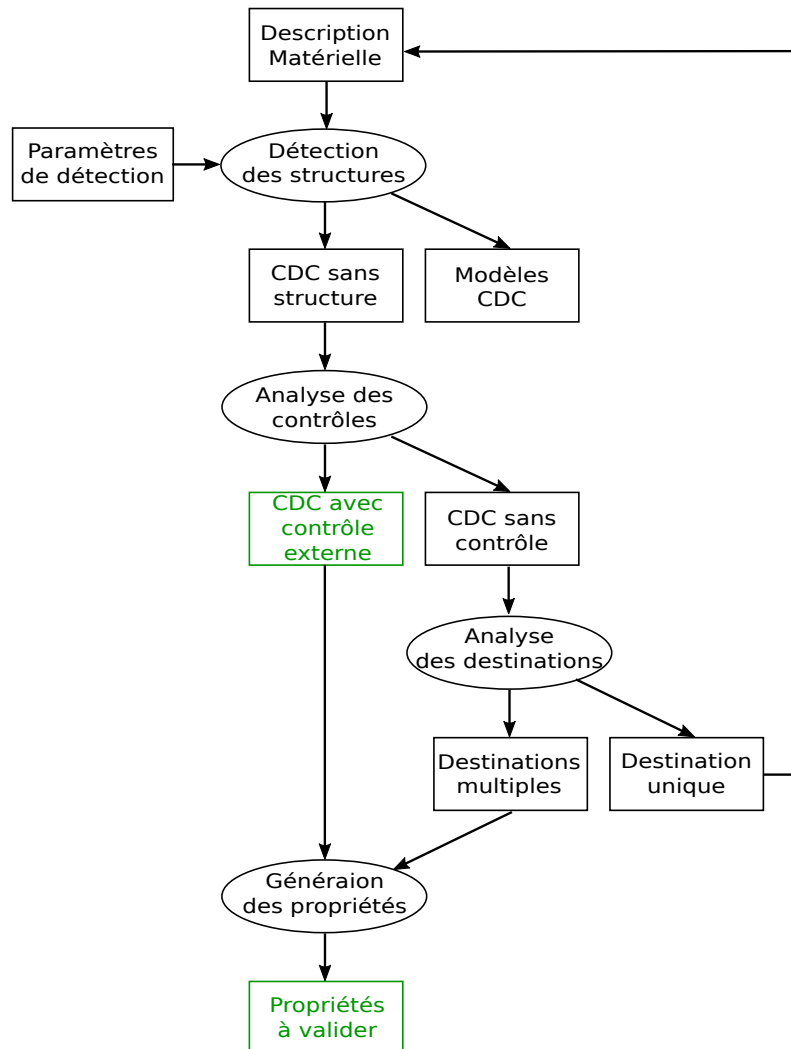 Description
Matérielle
Paramètres
de détection
Détection
des structures
CDC sans
structure
Modèles
CDC
Analyse des
contrôles
CDC avec
contrôle
externe
CDC sans
contrôle
Analyse
des destinations
Destinations
multiples
Destination
unique
Généraion
des propriétés
Propriétés
à valider